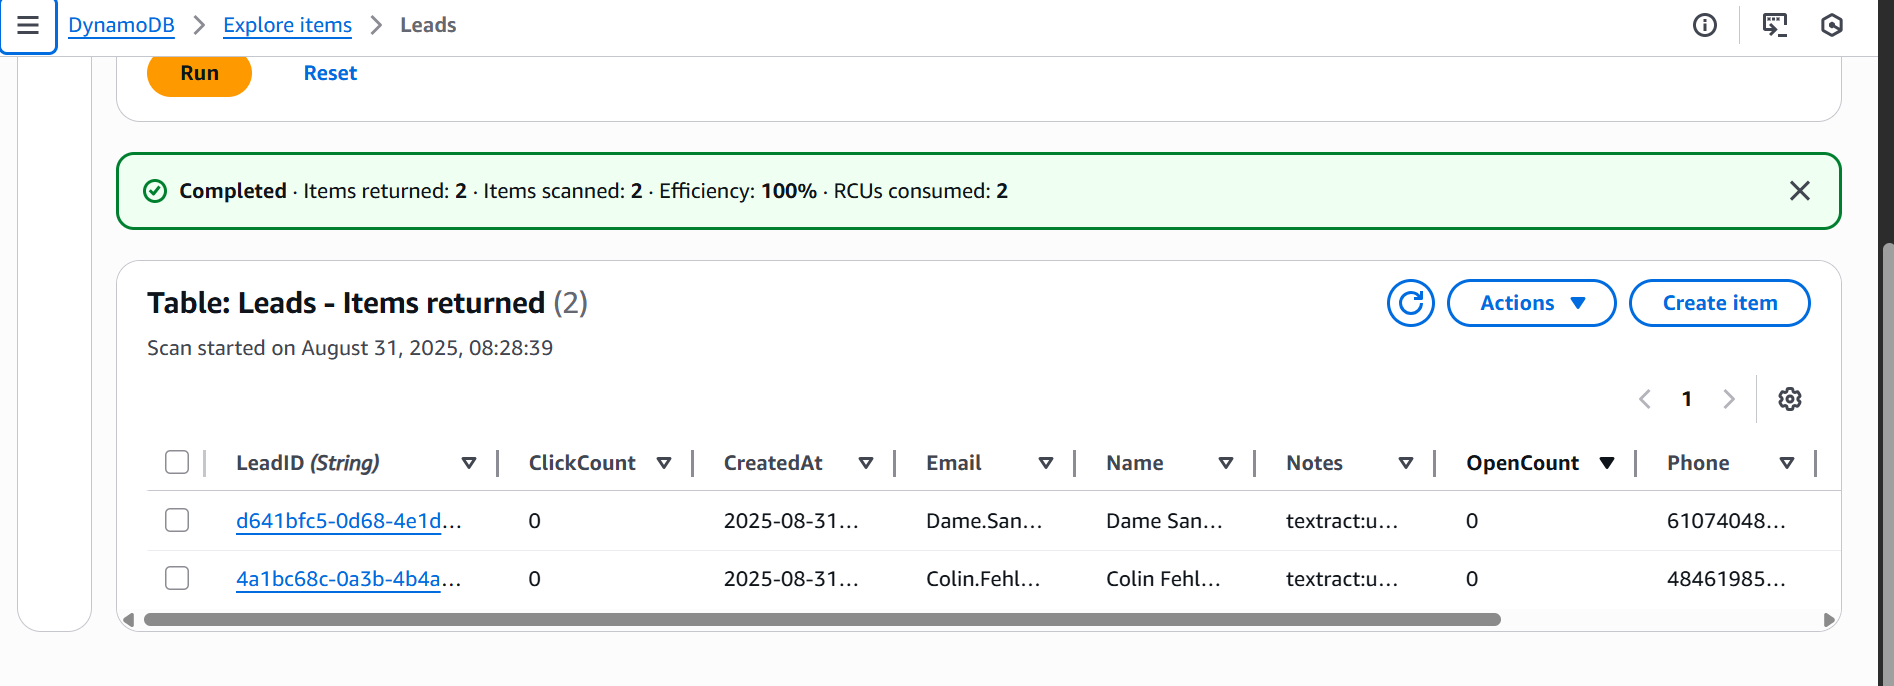 DynamoDB > Explore items > Leads
Run Reset
Completed · Items returned: 2 · Items scanned: 2 · Efficiency: 100% · RCUs consumed: 2
Table: Leads - Items returned (2)
Actions Create item
Scan started on August 31, 2025, 08:28:39
1
LeadID (String) ClickCount CreatedAt Email Name Notes OpenCount Phone
d641bfc5-0d68-4e1d... 0 2025-08-31... Dame.San... Dame San... textract:u... 0 61074048...
4a1bc68c-0a3b-4b4a... 0 2025-08-31... Colin.Fehl... Colin Fehl... textract:u... 0 48461985...